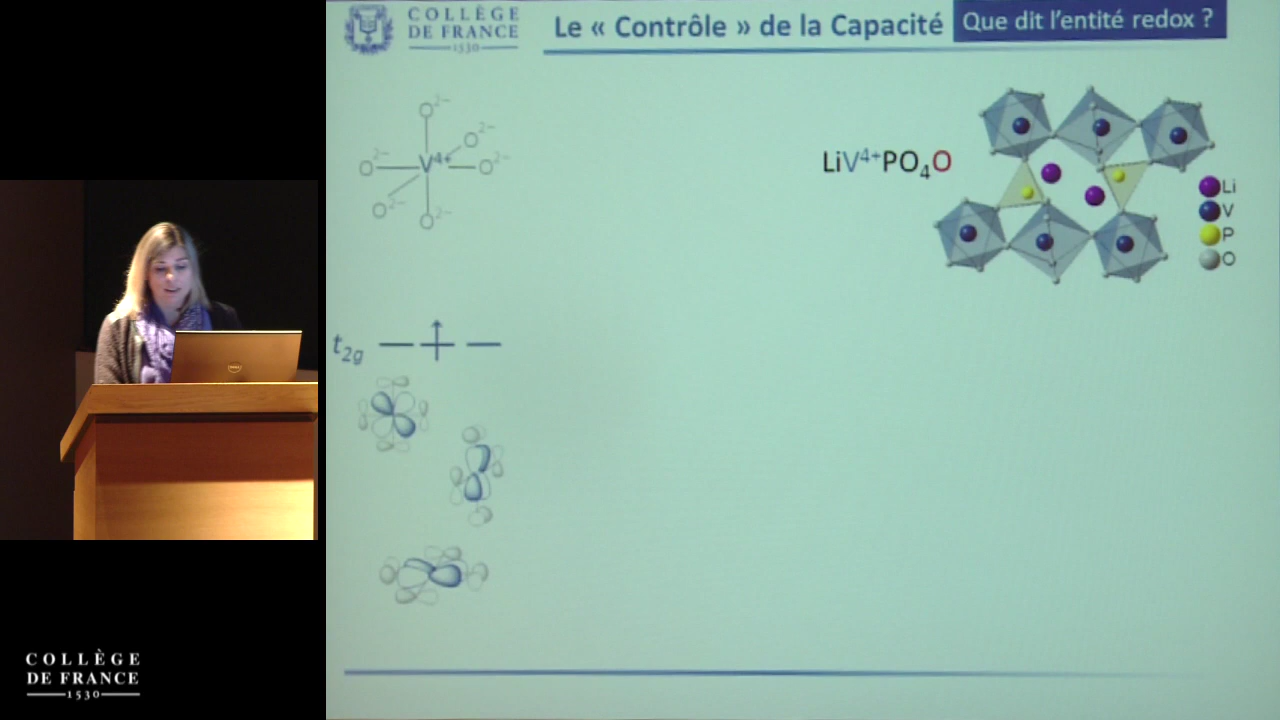 COLLÈGE
DE FRANCE
1530
Le « Contrôle » de la Capacité
Que dit l'entité redox ?
O²⁻
O²⁻
O²⁻
V⁴⁺
O²⁻
O²⁻
O²⁻
LiV⁴⁺PO₄O
Li
V
P
O
t₂g
DELL
COLLÈGE
DE FRANCE
1530